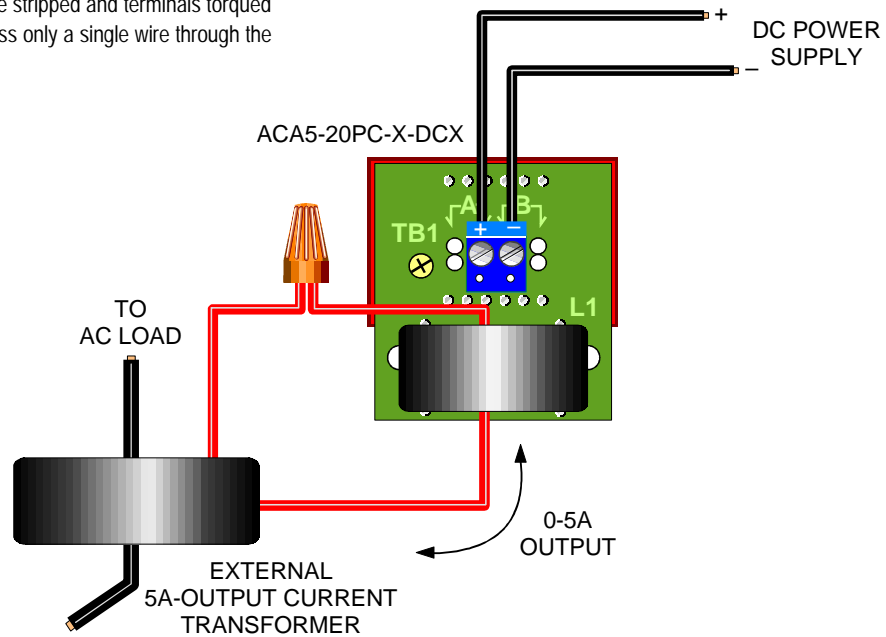 e stripped and terminals torqued
ss only a single wire through the
+
DC POWER
SUPPLY
−
ACA5-20PC-X-DCX
A
B
+ −
TB1
L1
TO
AC LOAD
0-5A
OUTPUT
EXTERNAL
5A-OUTPUT CURRENT
TRANSFORMER